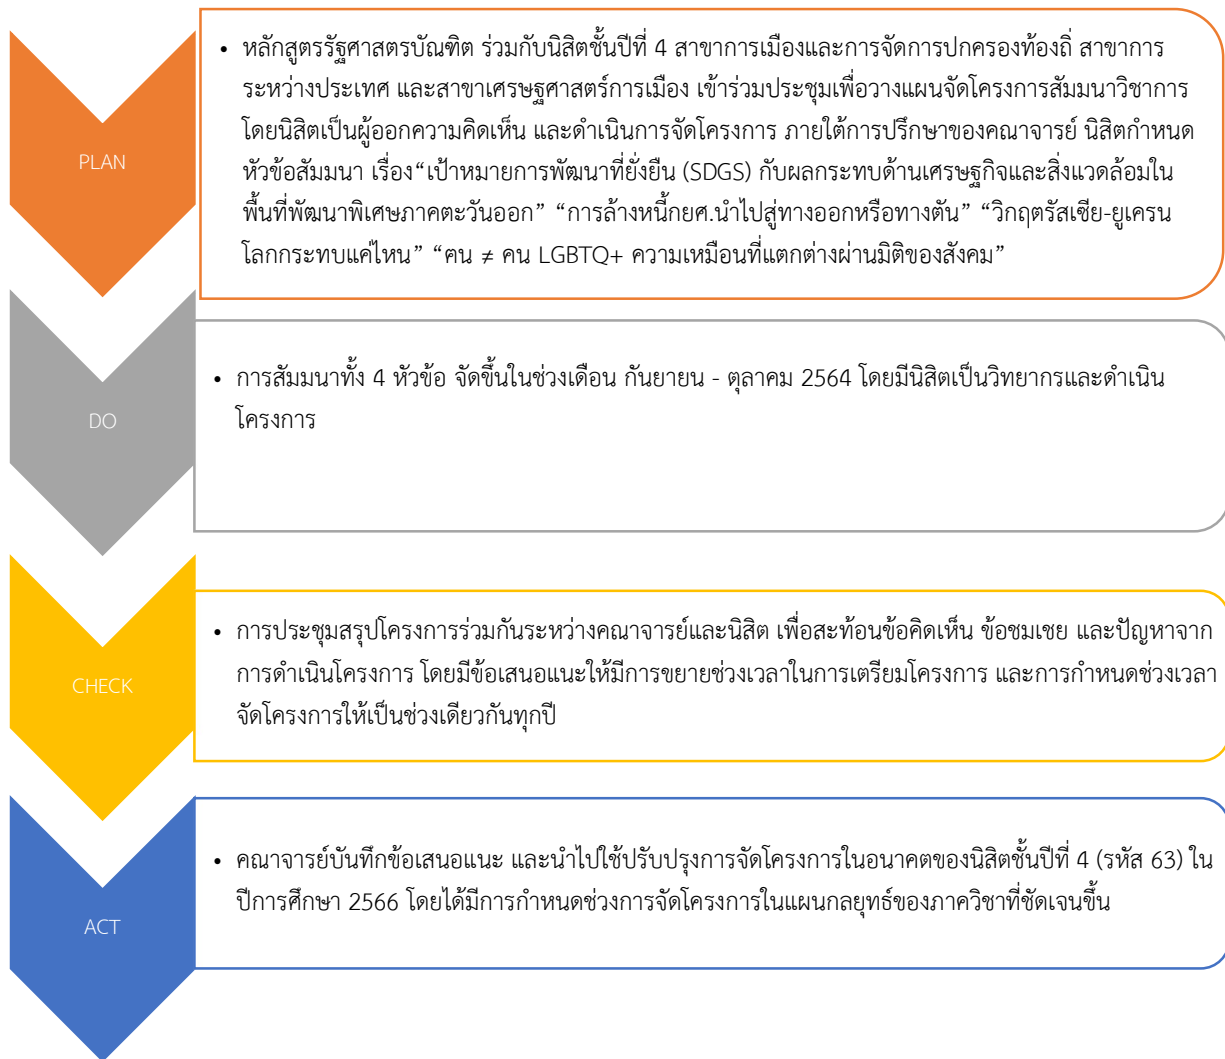 PLAN
• หลักสูตรรัฐศาสตรบัณฑิต ร่วมกับนิสิตชั้นปีที่ 4 สาขาการเมืองและการจัดการปกครองท้องถิ่ สาขาการ
ระหว่างประเทศ และสาขาเศรษฐศาสตร์การเมือง เข้าร่วมประชุมเพื่อวางแผนจัดโครงการสัมมนาวิชาการ
โดยนิสิตเป็นผู้ออกความคิดเห็น และดำเนินการจัดโครงการ ภายใต้การปรึกษาของคณาจารย์ นิสิตกำหนด
หัวข้อสัมมนา เรื่อง“เป้าหมายการพัฒนาที่ยั่งยืน (SDGS) กับผลกระทบด้านเศรษฐกิจและสิ่งแวดล้อมใน
พื้นที่พัฒนาพิเศษภาคตะวันออก” “การล้างหนี้กยศ.นำไปสู่ทางออกหรือทางตัน” “วิกฤตรัสเซีย-ยูเครน
โลกกระทบแค่ไหน” “ฅน ≠ คน LGBTQ+ ความเหมือนที่แตกต่างผ่านมิติของสังคม”
DO
• การสัมมนาทั้ง 4 หัวข้อ จัดขึ้นในช่วงเดือน กันยายน - ตุลาคม 2564 โดยมีนิสิตเป็นวิทยากรและดำเนิน
โครงการ
CHECK
• การประชุมสรุปโครงการร่วมกันระหว่างคณาจารย์และนิสิต เพื่อสะท้อนข้อคิดเห็น ข้อชมเชย และปัญหาจาก
การดำเนินโครงการ โดยมีข้อเสนอแนะให้มีการขยายช่วงเวลาในการเตรียมโครงการ และการกำหนดช่วงเวลา
จัดโครงการให้เป็นช่วงเดียวกันทุกปี
ACT
• คณาจารย์บันทึกข้อเสนอแนะ และนำไปใช้ปรับปรุงการจัดโครงการในอนาคตของนิสิตชั้นปีที่ 4 (รหัส 63) ใน
ปีการศึกษา 2566 โดยได้มีการกำหนดช่วงการจัดโครงการในแผนกลยุทธ์ของภาควิชาที่ชัดเจนขึ้น